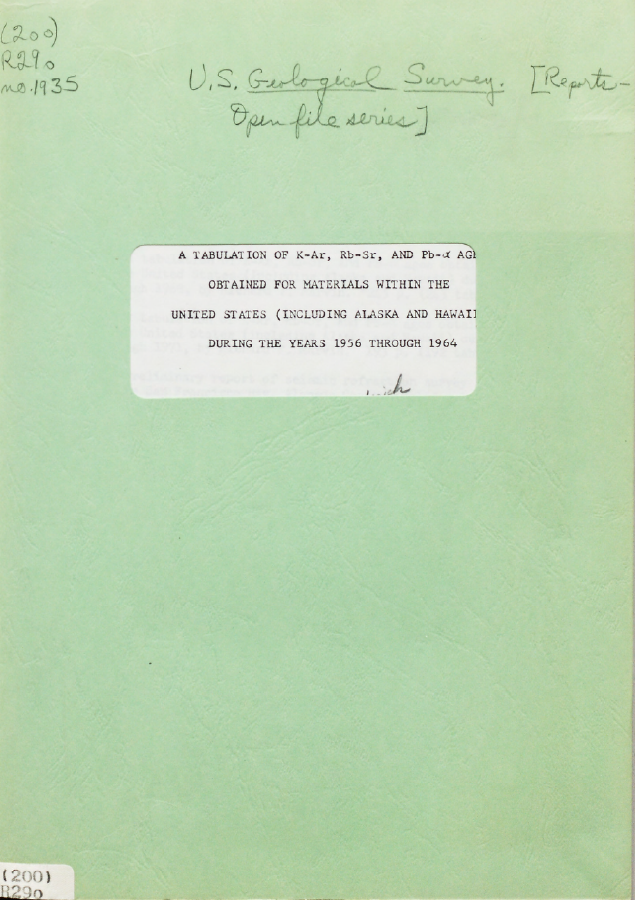 (200)
R29o
no.1935
U.S. Geological Survey. [Reports-
Open file series]
A TABULATION OF K-Ar, Rb-Sr, AND Pb-α AG
OBTAINED FOR MATERIALS WITHIN THE
UNITED STATES (INCLUDING ALASKA AND HAWAII
DURING THE YEARS 1956 THROUGH 1964
(200)
R29o